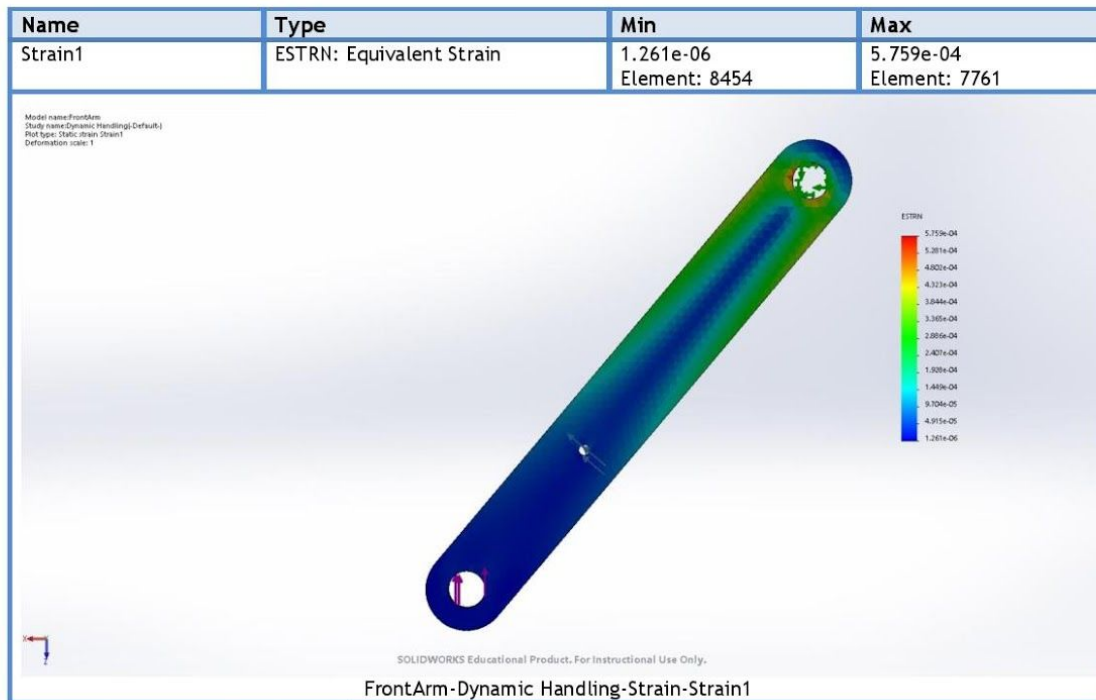 Name Type Min Max
Strain1 ESTRN: Equivalent Strain 1.261e-06 5.759e-04
Element: 8454 Element: 7761
Model name:FrontArm
Study name:Dynamic Handling(-Default-)
Plot type: Static strain Strain1
Deformation scale: 1
ESTRN
5.759e-04
5.281e-04
4.802e-04
4.323e-04
3.844e-04
3.365e-04
2.886e-04
2.407e-04
1.928e-04
1.449e-04
9.704e-05
4.915e-05
1.261e-06
X
SOLIDWORKS Educational Product. For Instructional Use Only.
FrontArm-Dynamic Handling-Strain-Strain1